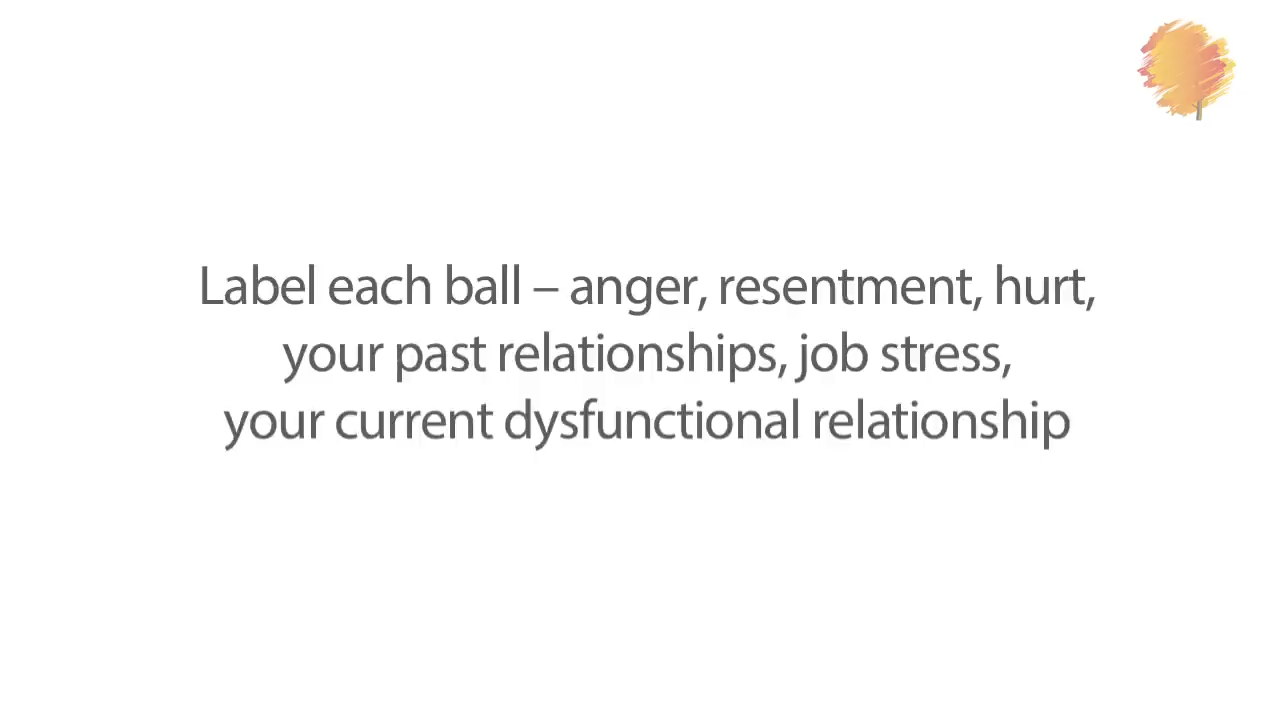 Label each ball – anger, resentment, hurt,
your past relationships, job stress,
your current dysfunctional relationship